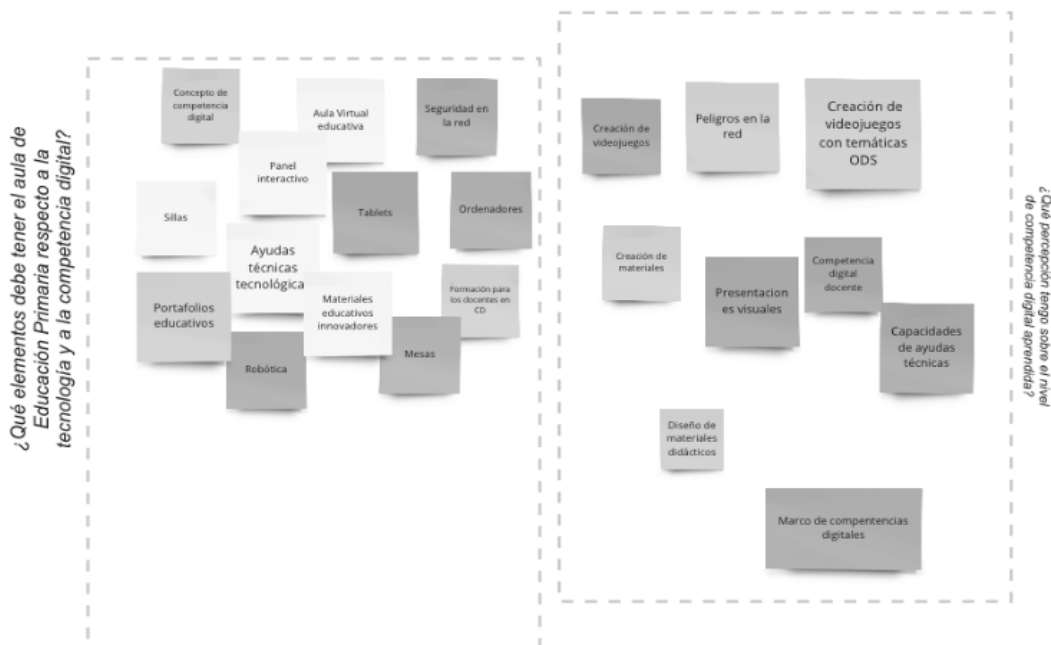 ¿Qué elementos debe tener el aula de
Educación Primaria respecto a la
tecnología y a la competencia digital?
Concepto de
competencia
digital
Aula Virtual
educativa
Seguridad en
la red
Panel
interactivo
Sillas
Tablets
Ordenadores
Ayudas
técnicas
tecnológica
Portafolios
educativos
Materiales
educativos
innovadores
Formación para
los docentes en
CD
Robótica
Mesas
Creación de
videojuegos
Peligros en la
red
Creación de
videojuegos
con temáticas
ODS
Creación de
materiales
Presentacion
es visuales
Competencia
digital
docente
Capacidades
de ayudas
técnicas
Diseño de
materiales
didácticos
Marco de compentencias
digitales
¿Qué percepción tengo sobre el nivel
de competencia digital aprendida?